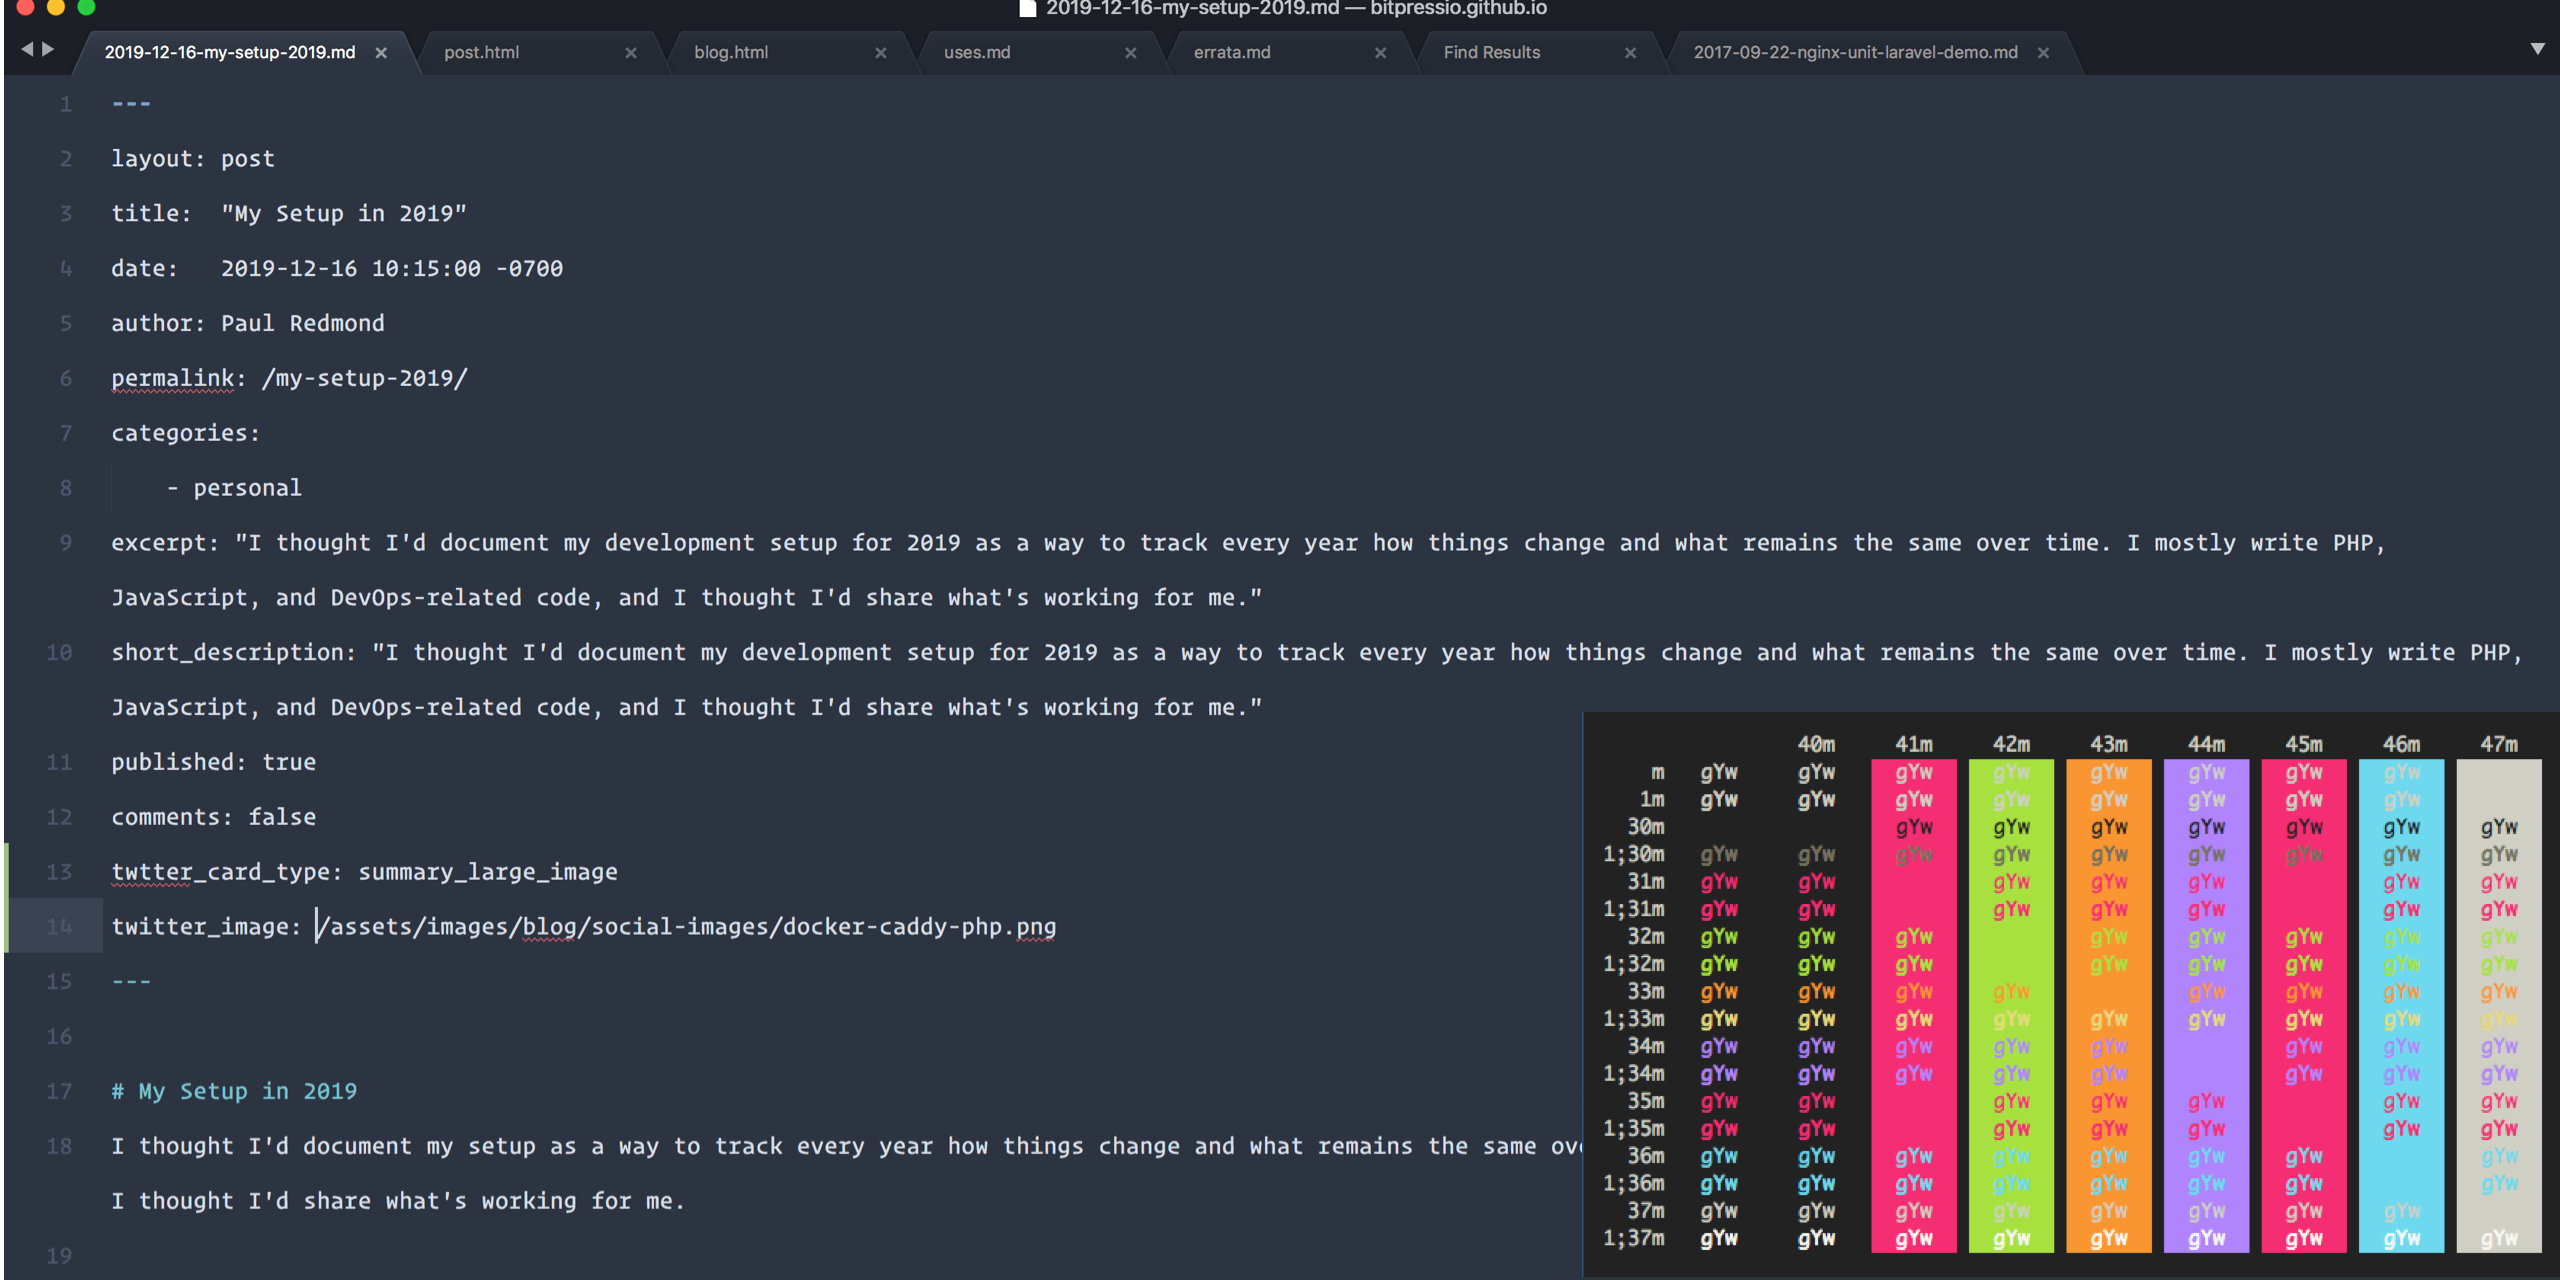 2019-12-16-my-setup-2019.md — bitpressio.github.io
2019-12-16-my-setup-2019.md × post.html × blog.html × uses.md × errata.md × Find Results × 2017-09-22-nginx-unit-laravel-demo.md ×
1 ---
2 layout: post
3 title:  "My Setup in 2019"
4 date:   2019-12-16 10:15:00 -0700
5 author: Paul Redmond
6 permalink: /my-setup-2019/
7 categories:
8     - personal
9 excerpt: "I thought I'd document my development setup for 2019 as a way to track every year how things change and what remains the same over time. I mostly write PHP,
JavaScript, and DevOps-related code, and I thought I'd share what's working for me."
10 short_description: "I thought I'd document my development setup for 2019 as a way to track every year how things change and what remains the same over time. I mostly write PHP,
JavaScript, and DevOps-related code, and I thought I'd share what's working for me."
11 published: true
12 comments: false
13 twtter_card_type: summary_large_image
14 twitter_image: /assets/images/blog/social-images/docker-caddy-php.png
15 ---
16
17 # My Setup in 2019
18 I thought I'd document my setup as a way to track every year how things change and what remains the same ove
I thought I'd share what's working for me.
19
40m 41m 42m 43m 44m 45m 46m 47m
m gYw gYw gYw gYw gYw gYw gYw gYw
1m gYw gYw gYw gYw gYw gYw gYw gYw
30m gYw gYw gYw gYw gYw gYw gYw
1;30m gYw gYw gYw gYw gYw gYw gYw gYw gYw
31m gYw gYw gYw gYw gYw gYw gYw
1;31m gYw gYw gYw gYw gYw gYw gYw
32m gYw gYw gYw gYw gYw gYw gYw gYw
1;32m gYw gYw gYw gYw gYw gYw gYw gYw
33m gYw gYw gYw gYw gYw gYw gYw gYw
1;33m gYw gYw gYw gYw gYw gYw gYw gYw gYw
34m gYw gYw gYw gYw gYw gYw gYw gYw
1;34m gYw gYw gYw gYw gYw gYw gYw gYw
35m gYw gYw gYw gYw gYw gYw gYw
1;35m gYw gYw gYw gYw gYw gYw gYw
36m gYw gYw gYw gYw gYw gYw gYw gYw
1;36m gYw gYw gYw gYw gYw gYw gYw gYw
37m gYw gYw gYw gYw gYw gYw gYw gYw
1;37m gYw gYw gYw gYw gYw gYw gYw gYw gYw